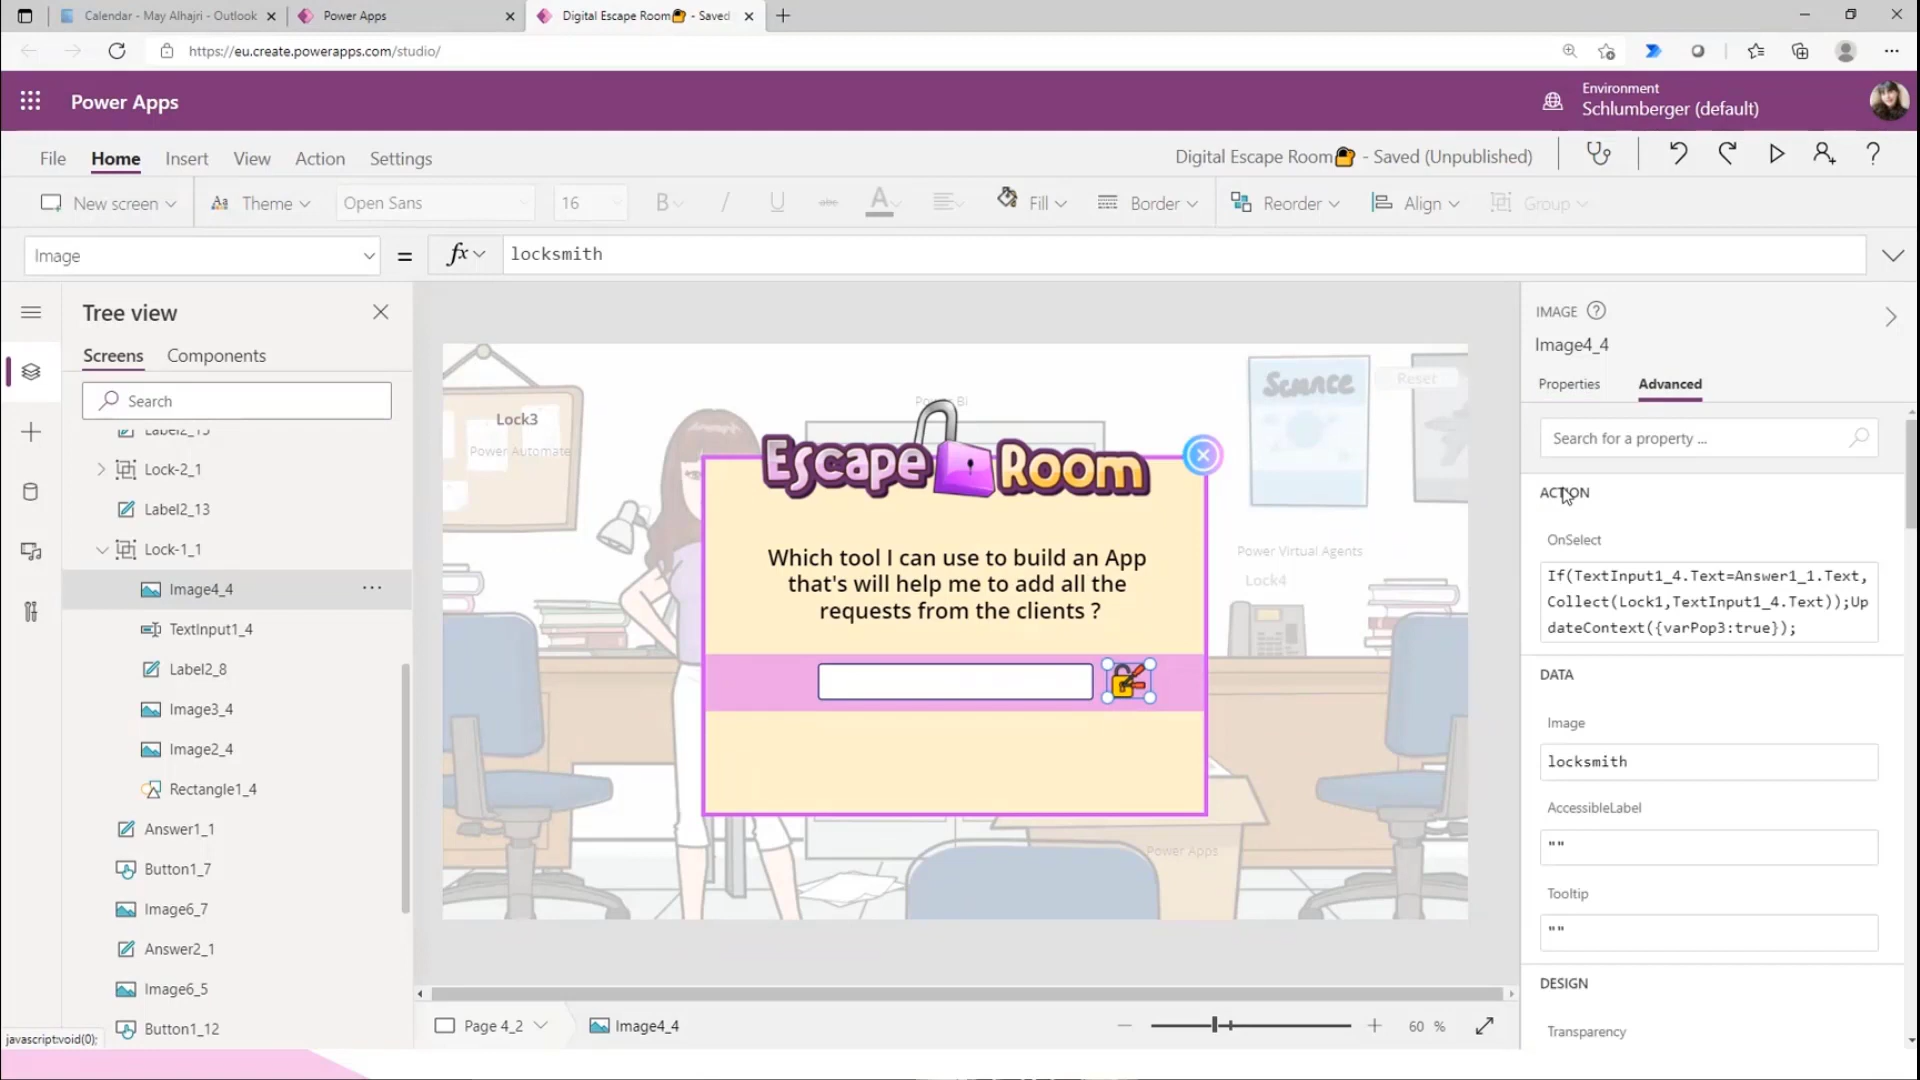 Calendar - May Alhajri - Outlook
Power Apps
Digital Escape Room - Saved
https://eu.create.powerapps.com/studio/
Power Apps
Environment
Schlumberger (default)
File
Home
Insert
View
Action
Settings
Digital Escape Room - Saved (Unpublished)
New screen
Theme
Open Sans
16
B
I
U
abc
A
Fill
Border
Reorder
Align
Group
Image
=
fx
locksmith
Tree view
Screens
Components
Search
Label2_15
Lock-2_1
Label2_13
Lock-1_1
Image4_4
TextInput1_4
Label2_8
Image3_4
Image2_4
Rectangle1_4
Answer1_1
Button1_7
Image6_7
Answer2_1
Image6_5
Button1_12
javascript:void(0);
Lock3
Power Automate
Power Bi
Science
Reset
Escape Room
Which tool I can use to build an App
that's will help me to add all the
requests from the clients ?
Power Virtual Agents
Lock4
Power Apps
Page 4_2
Image4_4
60 %
IMAGE
Image4_4
Properties
Advanced
Search for a property ...
ACTION
OnSelect
If(TextInput1_4.Text=Answer1_1.Text,
Collect(Lock1,TextInput1_4.Text));Up
dateContext({varPop3:true});
DATA
Image
locksmith
AccessibleLabel
""
Tooltip
""
DESIGN
Transparency